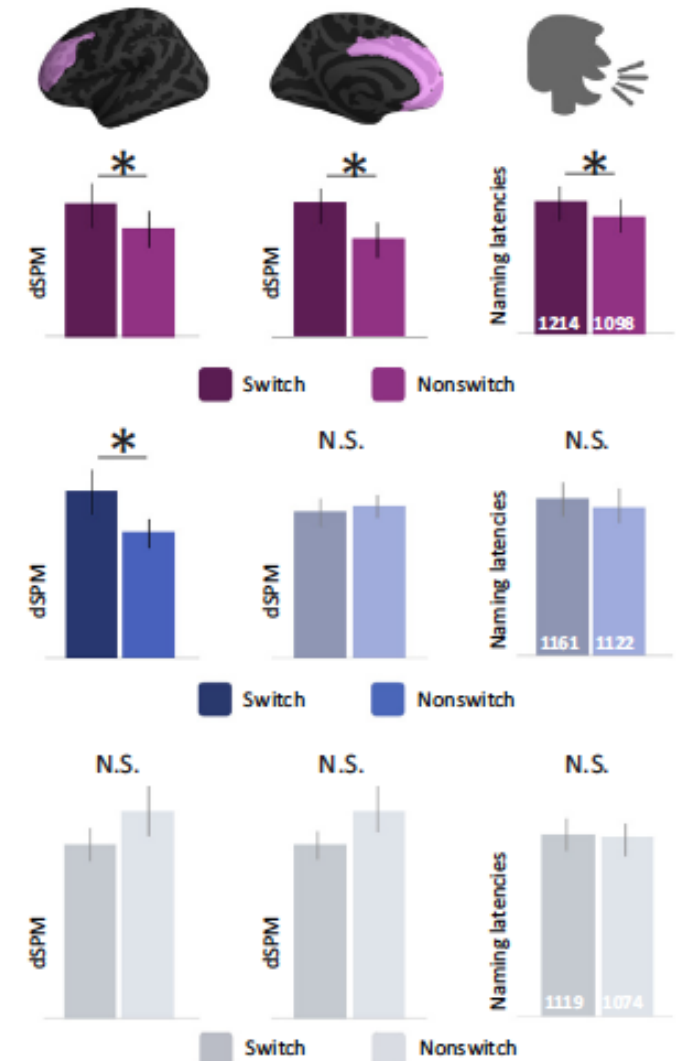 * * *
dSPM dSPM Naming latencies
1214 1098
Switch Nonswitch
* N.S. N.S.
dSPM dSPM Naming latencies
1161 1122
Switch Nonswitch
N.S. N.S. N.S.
dSPM dSPM Naming latencies
1119 1074
Switch Nonswitch